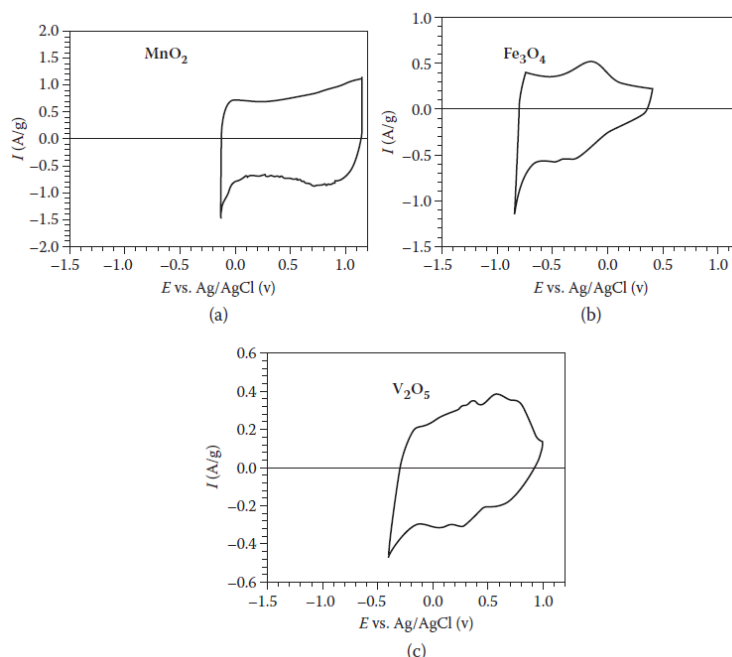 MnO₂
I (A/g)
2.0
1.5
1.0
0.5
0.0
−0.5
−1.0
−1.5
−2.0
−1.5 −1.0 −0.5 0.0 0.5 1.0
E vs. Ag/AgCl (v)
(a)
Fe₃O₄
I (A/g)
1.0
0.5
0.0
−0.5
−1.0
−1.5
−1.5 −1.0 −0.5 0.0 0.5 1.0
E vs. Ag/AgCl (v)
(b)
V₂O₅
I (A/g)
0.6
0.4
0.2
0.0
−0.2
−0.4
−0.6
−1.5 −1.0 −0.5 0.0 0.5 1.0
E vs. Ag/AgCl (v)
(c)